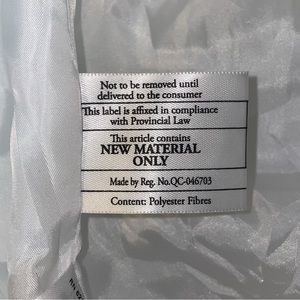 Not to be removed until
delivered to the consumer
This label is affixed in compliance
with Provincial Law
This article contains
NEW MATERIAL
ONLY
Made by Reg. No.QC-046703
Content: Polyester Fibres